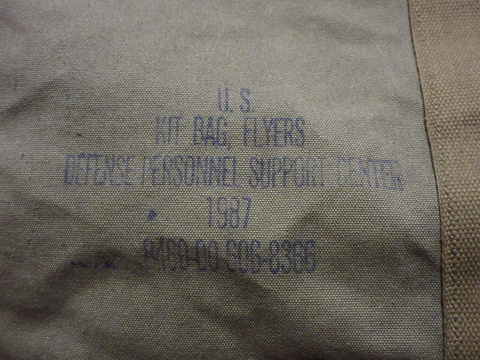 U. S.
KIT BAG, FLYERS
DEFENSE PERSONNEL SUPPORT CENTER
1987
8460-00-606-8366